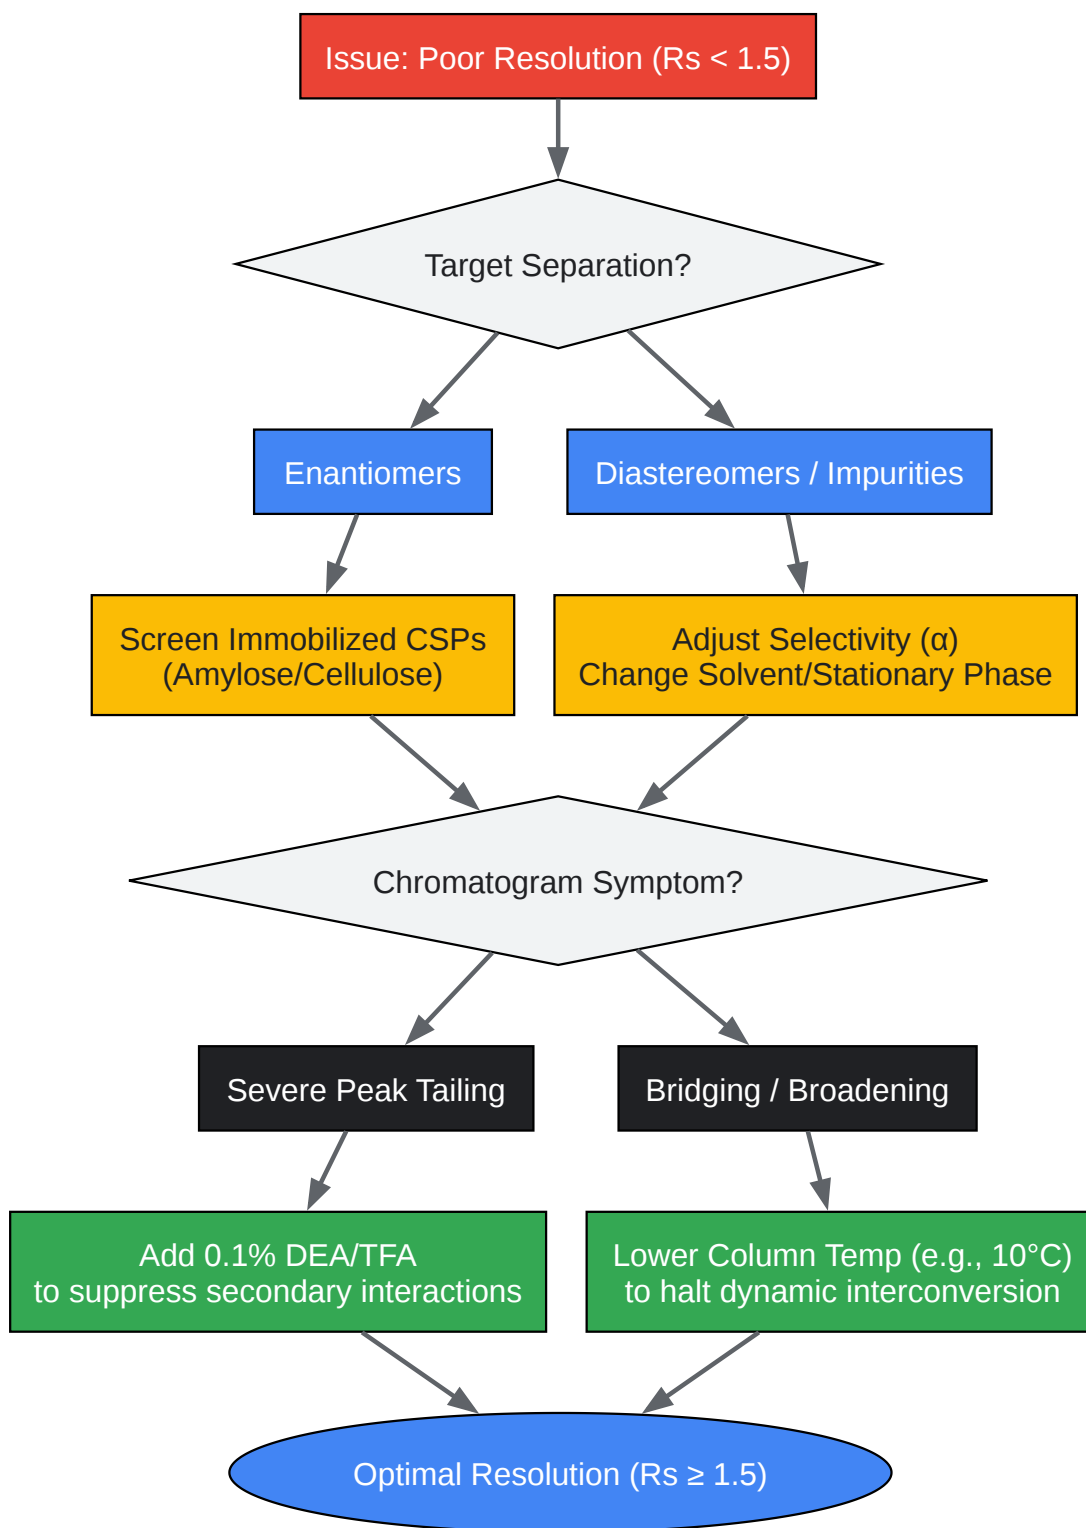 Issue: Poor Resolution (Rs < 1.5)
Target Separation?
Enantiomers
Diastereomers / Impurities
Screen Immobilized CSPs
(Amylose/Cellulose)
Adjust Selectivity (α)
Change Solvent/Stationary Phase
Chromatogram Symptom?
Severe Peak Tailing
Bridging / Broadening
Add 0.1% DEA/TFA
to suppress secondary interactions
Lower Column Temp (e.g., 10°C)
to halt dynamic interconversion
Optimal Resolution (Rs ≥ 1.5)